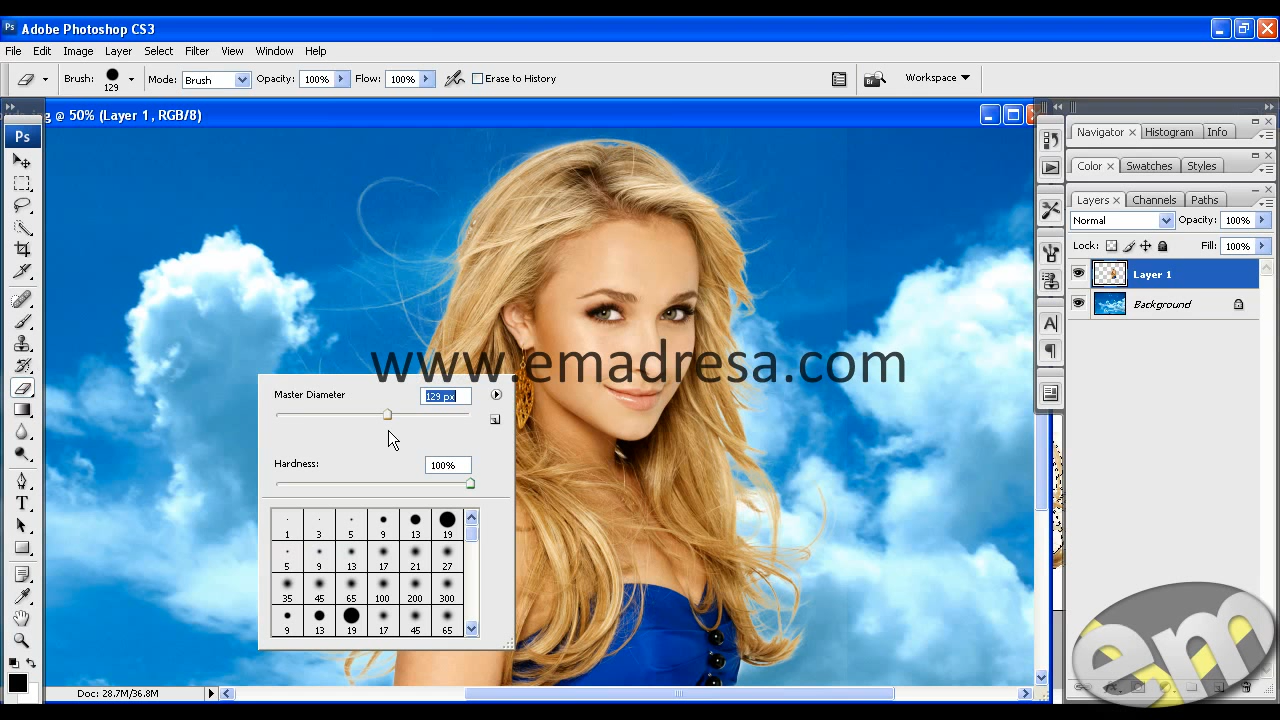 Ps Adobe Photoshop CS3
File Edit Image Layer Select Filter View Window Help
Brush: 129 Mode: Brush Opacity: 100% Flow: 100% Erase to History Br Workspace
@ 50% (Layer 1, RGB/8)
Ps
T
Navigator Histogram Info
Color Swatches Styles
Layers Channels Paths
Normal Opacity: 100%
Lock: Fill: 100%
Layer 1
Background
A
www.emadresa.com
Master Diameter 129 px
Hardness: 100%
1 3 5 9 13 19
5 9 13 17 21 27
35 45 65 100 200 300
9 13 19 17 45 65
Doc: 28.7M/36.8M
em